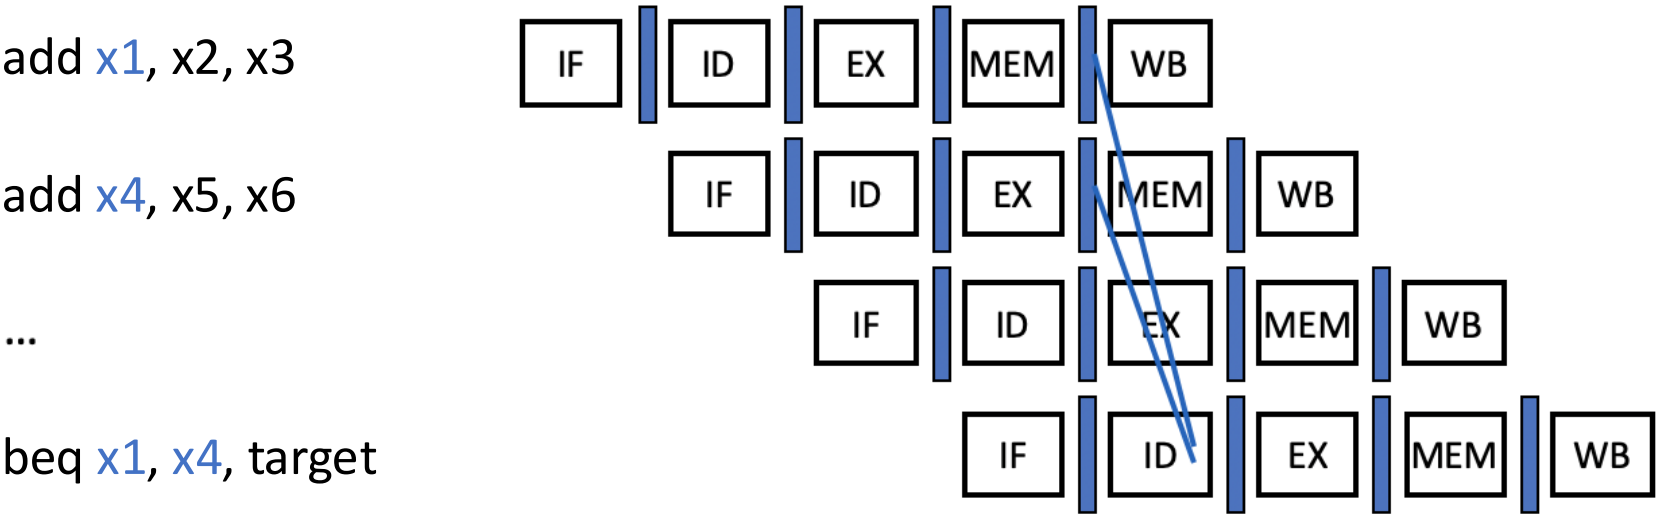 add x1, x2, x3 IF ID EX MEM WB
add x4, x5, x6 IF ID EX MEM WB
... IF ID EX MEM WB
beq x1, x4, target IF ID EX MEM WB